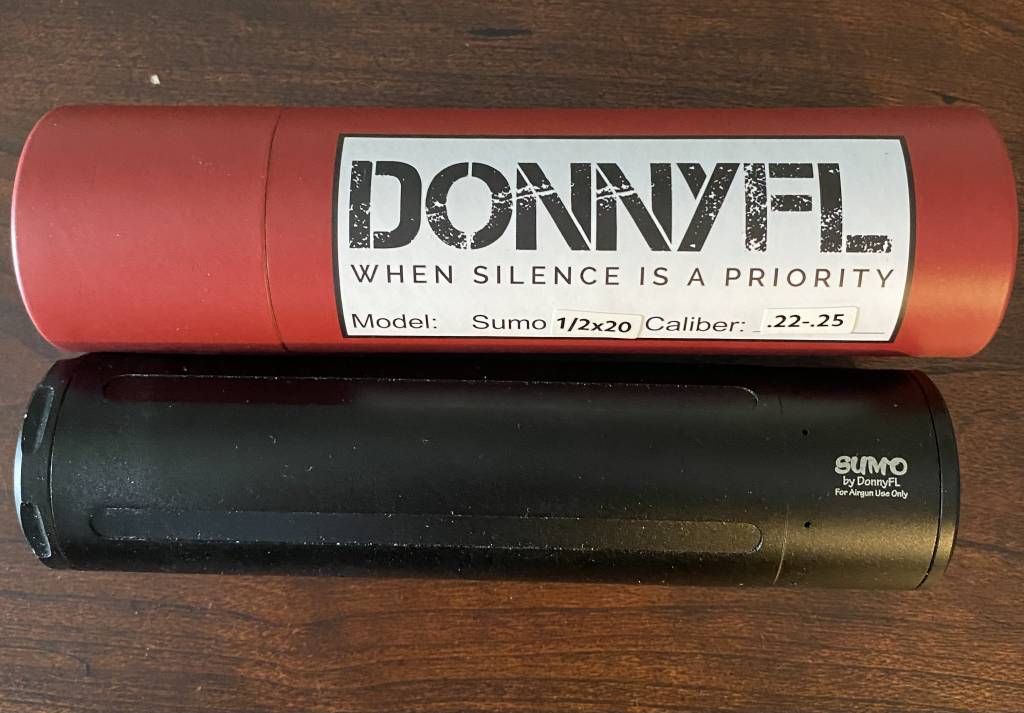 DONNYFL
WHEN SILENCE IS A PRIORITY
Model: Sumo 1/2x20 Caliber: .22-.25
SUMO
by DonnyFL
For Airgun Use Only